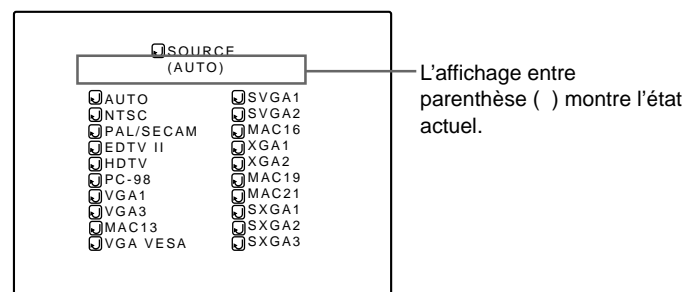 SOURCE
(AUTO)
AUTO
NTSC
PAL/SECAM
EDTV II
HDTV
PC-98
VGA1
VGA3
MAC13
VGA VESA
SVGA1
SVGA2
MAC16
XGA1
XGA2
MAC19
MAC21
SXGA1
SXGA2
SXGA3
L'affichage entre
parenthèse ( ) montre l'état
actuel.